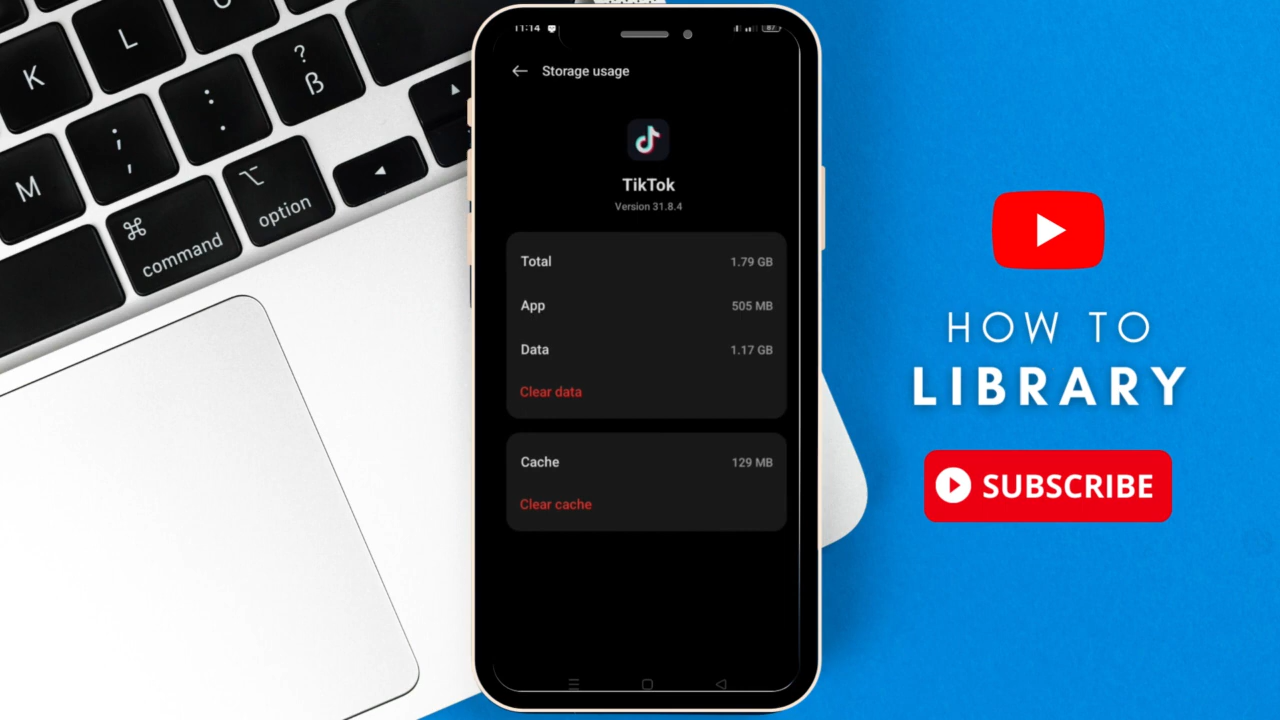 K
L
?
ß
:
.
;
,
M
⌘
command
option
11:14
87
Storage usage
TikTok
Version 31.8.4
Total 1.79 GB
App 505 MB
Data 1.17 GB
Clear data
Cache 129 MB
Clear cache
HOW TO
LIBRARY
SUBSCRIBE